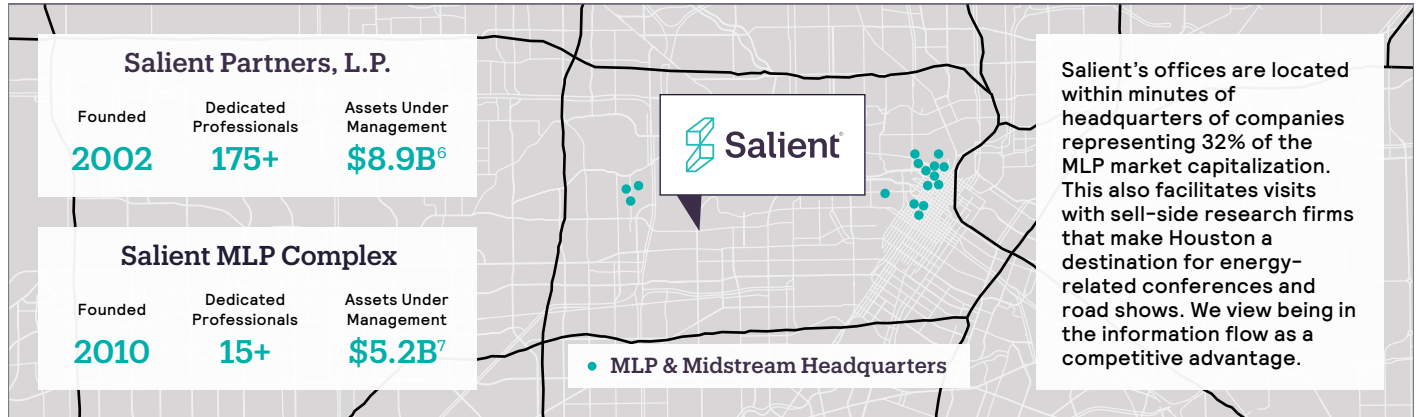 Salient Partners, L.P.
Founded
2002
Dedicated
Professionals
175+
Assets Under
Management
$8.9B⁶
Salient MLP Complex
Founded
2010
Dedicated
Professionals
15+
Assets Under
Management
$5.2B⁷
Salient®
MLP & Midstream Headquarters
Salient’s offices are located
within minutes of
headquarters of companies
representing 32% of the
MLP market capitalization.
This also facilitates visits
with sell-side research firms
that make Houston a
destination for energy-
related conferences and
road shows. We view being in
the information flow as a
competitive advantage.